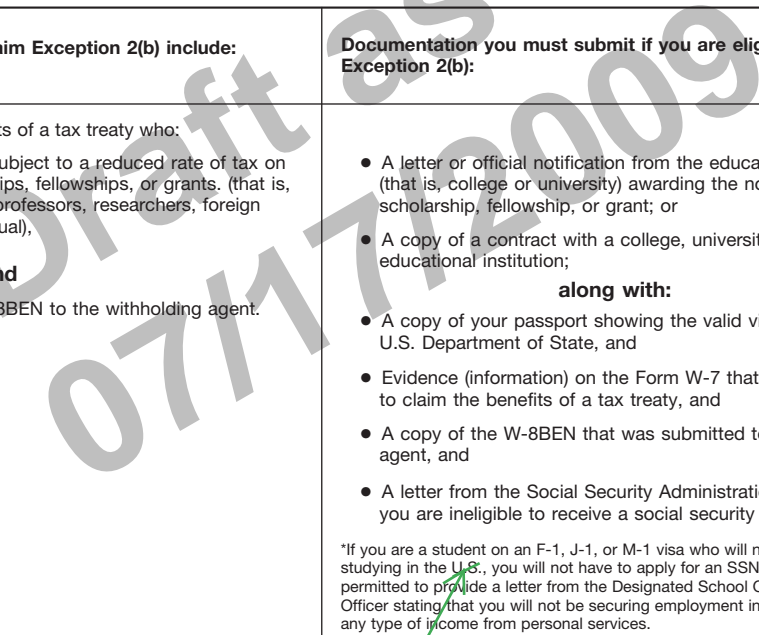 aim Exception 2(b) include:
ts of a tax treaty who:
ubject to a reduced rate of tax on
ips, fellowships, or grants. (that is,
professors, researchers, foreign
ual),
nd
8BEN to the withholding agent.
Documentation you must submit if you are elig
Exception 2(b):
● A letter or official notification from the educa
(that is, college or university) awarding the no
scholarship, fellowship, or grant; or
● A copy of a contract with a college, universit
educational institution;
along with:
● A copy of your passport showing the valid vi
U.S. Department of State, and
● Evidence (information) on the Form W-7 that
to claim the benefits of a tax treaty, and
● A copy of the W-8BEN that was submitted to
agent, and
● A letter from the Social Security Administrati
you are ineligible to receive a social security
*If you are a student on an F-1, J-1, or M-1 visa who will n
studying in the U.S., you will not have to apply for an SSN
permitted to provide a letter from the Designated School O
Officer stating that you will not be securing employment in
any type of income from personal services.
Draft as
07/17/2009